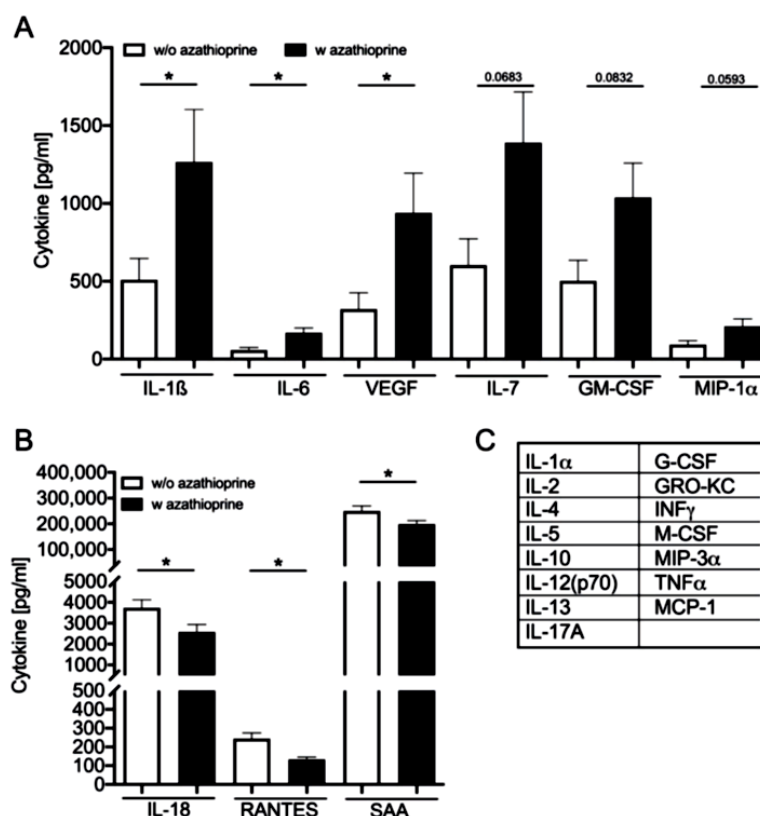 A
2000
1500
1000
500
0
Cytokine [pg/ml]
w/o azathioprine w azathioprine
* * * 0.0683 0.0832 0.0593
IL-1ß IL-6 VEGF IL-7 GM-CSF MIP-1α
B
400,000
300,000
200,000
100,000
5000
4000
3000
2000
1000
500
400
300
200
100
0
Cytokine [pg/ml]
w/o azathioprine
w azathioprine
* * *
IL-18 RANTES SAA
C
IL-1α G-CSF
IL-2 GRO-KC
IL-4 INFγ
IL-5 M-CSF
IL-10 MIP-3α
IL-12(p70) TNFα
IL-13 MCP-1
IL-17A